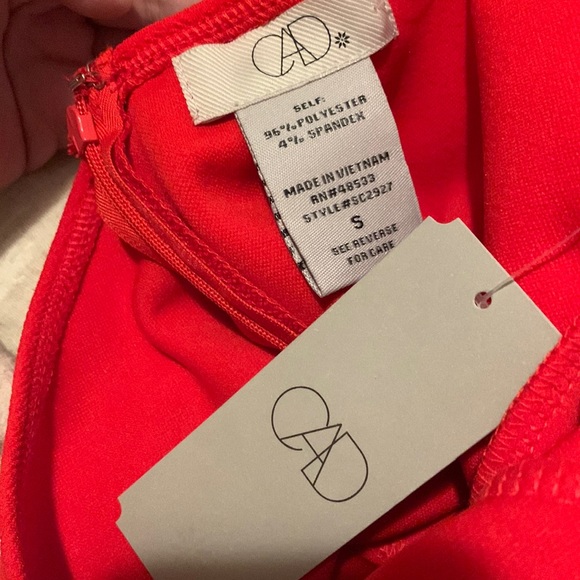 CAD*
SELF:
96% POLYESTER
4% SPANDEX
MADE IN VIETNAM
RN#48533
STYLE#SC2927
S
SEE REVERSE
FOR CARE
CAD